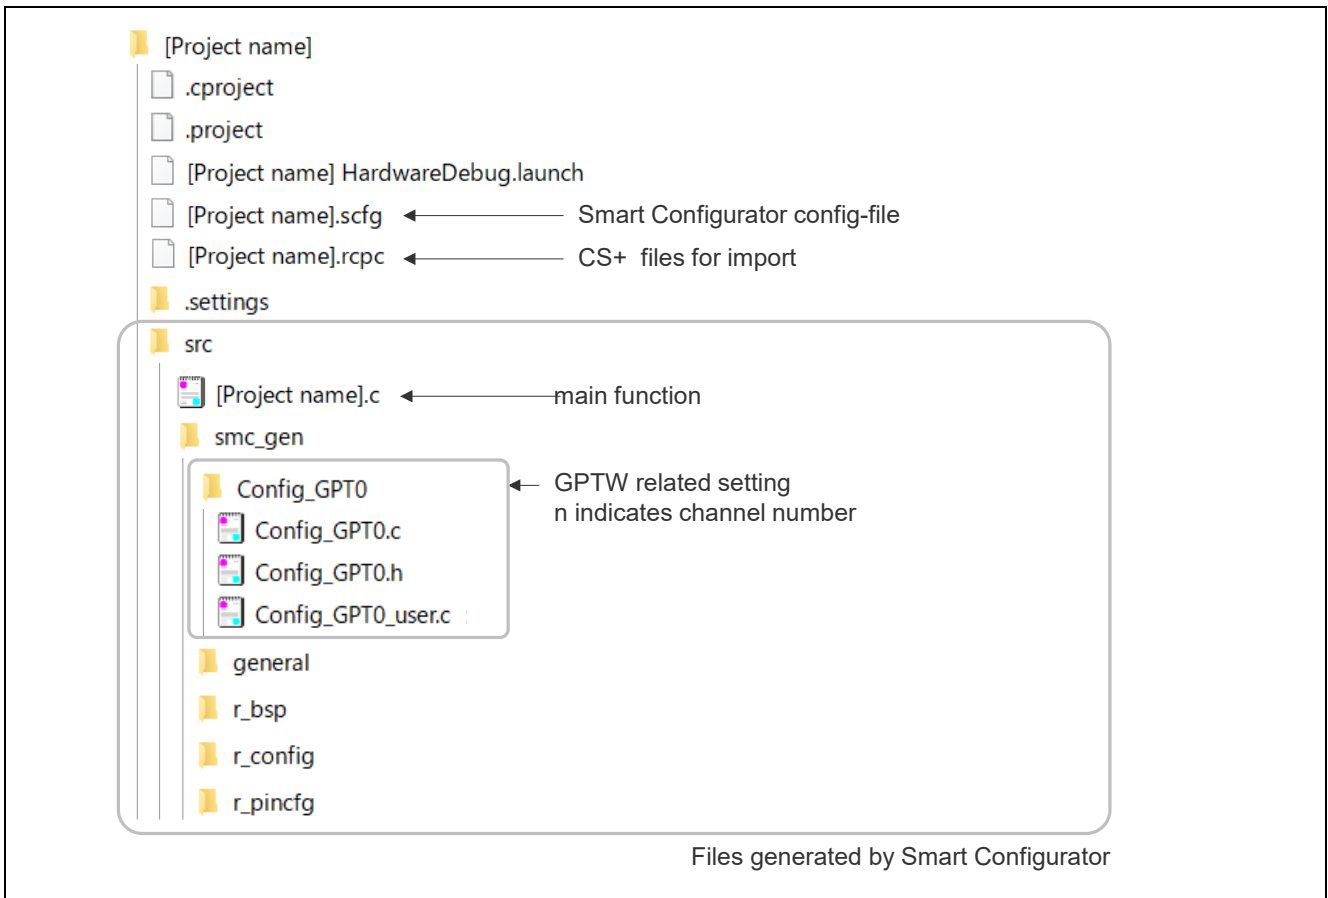 [Project name]
.cproject
.project
[Project name] HardwareDebug.launch
[Project name].scfg
Smart Configurator config-file
[Project name].rcpc
CS+ files for import
.settings
src
[Project name].c
main function
smc_gen
Config_GPT0
GPTW related setting
n indicates channel number
Config_GPT0.c
Config_GPT0.h
Config_GPT0_user.c
general
r_bsp
r_config
r_pincfg
Files generated by Smart Configurator